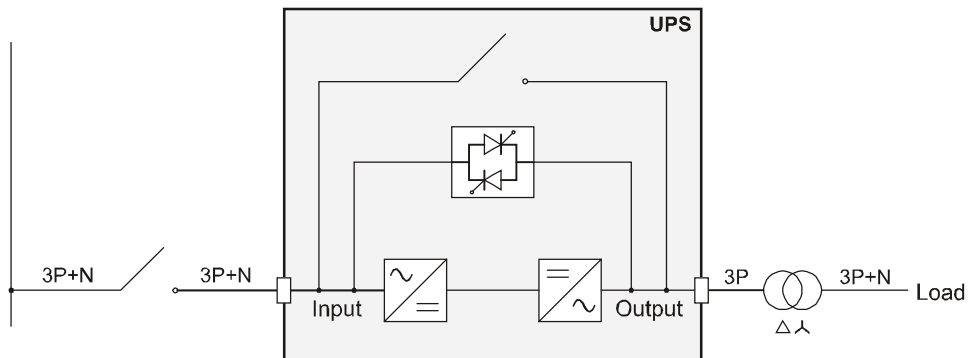 UPS
3P+N
3P+N
Input
Output
3P
3P+N
Load